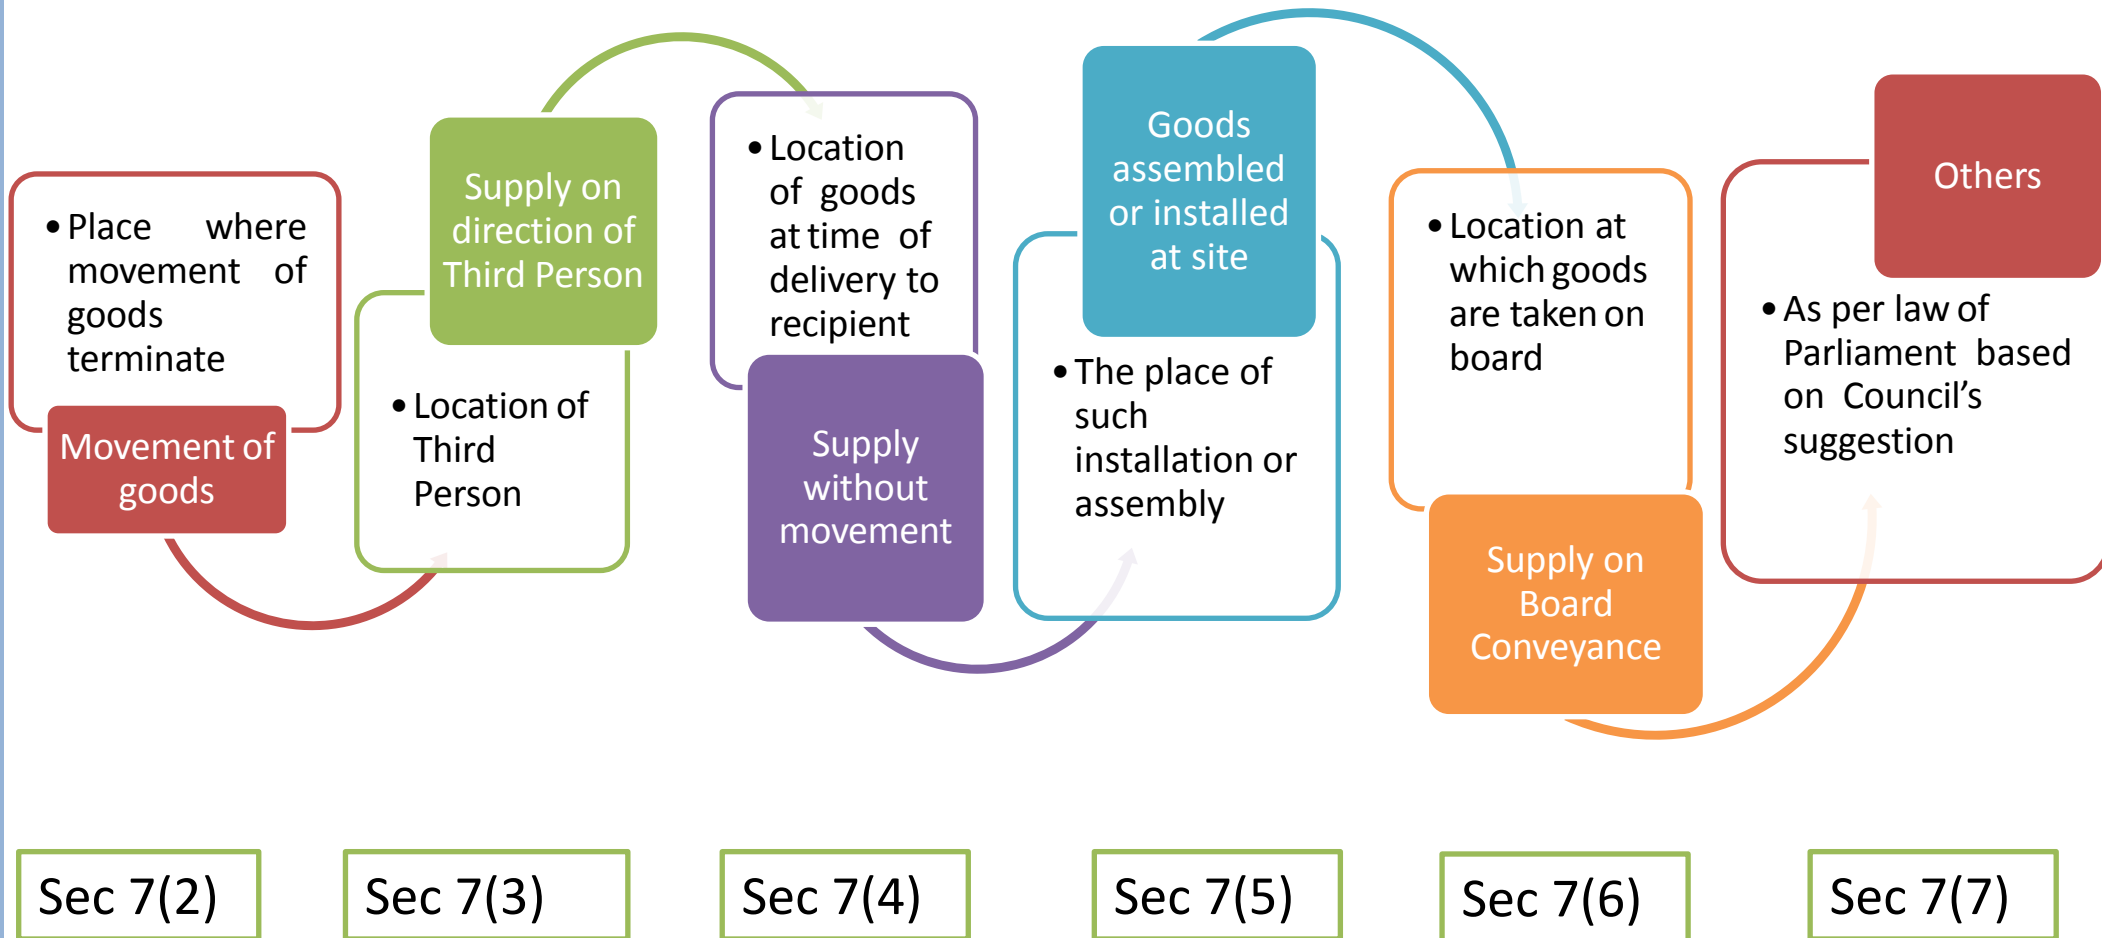 • Place where
movement of
goods
terminate
Movement of
goods
Supply on
direction of
Third Person
• Location of
Third
Person
• Location
of goods
at time of
delivery to
recipient
Supply
without
movement
Goods
assembled
or installed
at site
• The place of
such
installation or
assembly
• Location at
which goods
are taken on
board
Supply on
Board
Conveyance
Others
• As per law of
Parliament based
on Council’s
suggestion
Sec 7(2)
Sec 7(3)
Sec 7(4)
Sec 7(5)
Sec 7(6)
Sec 7(7)